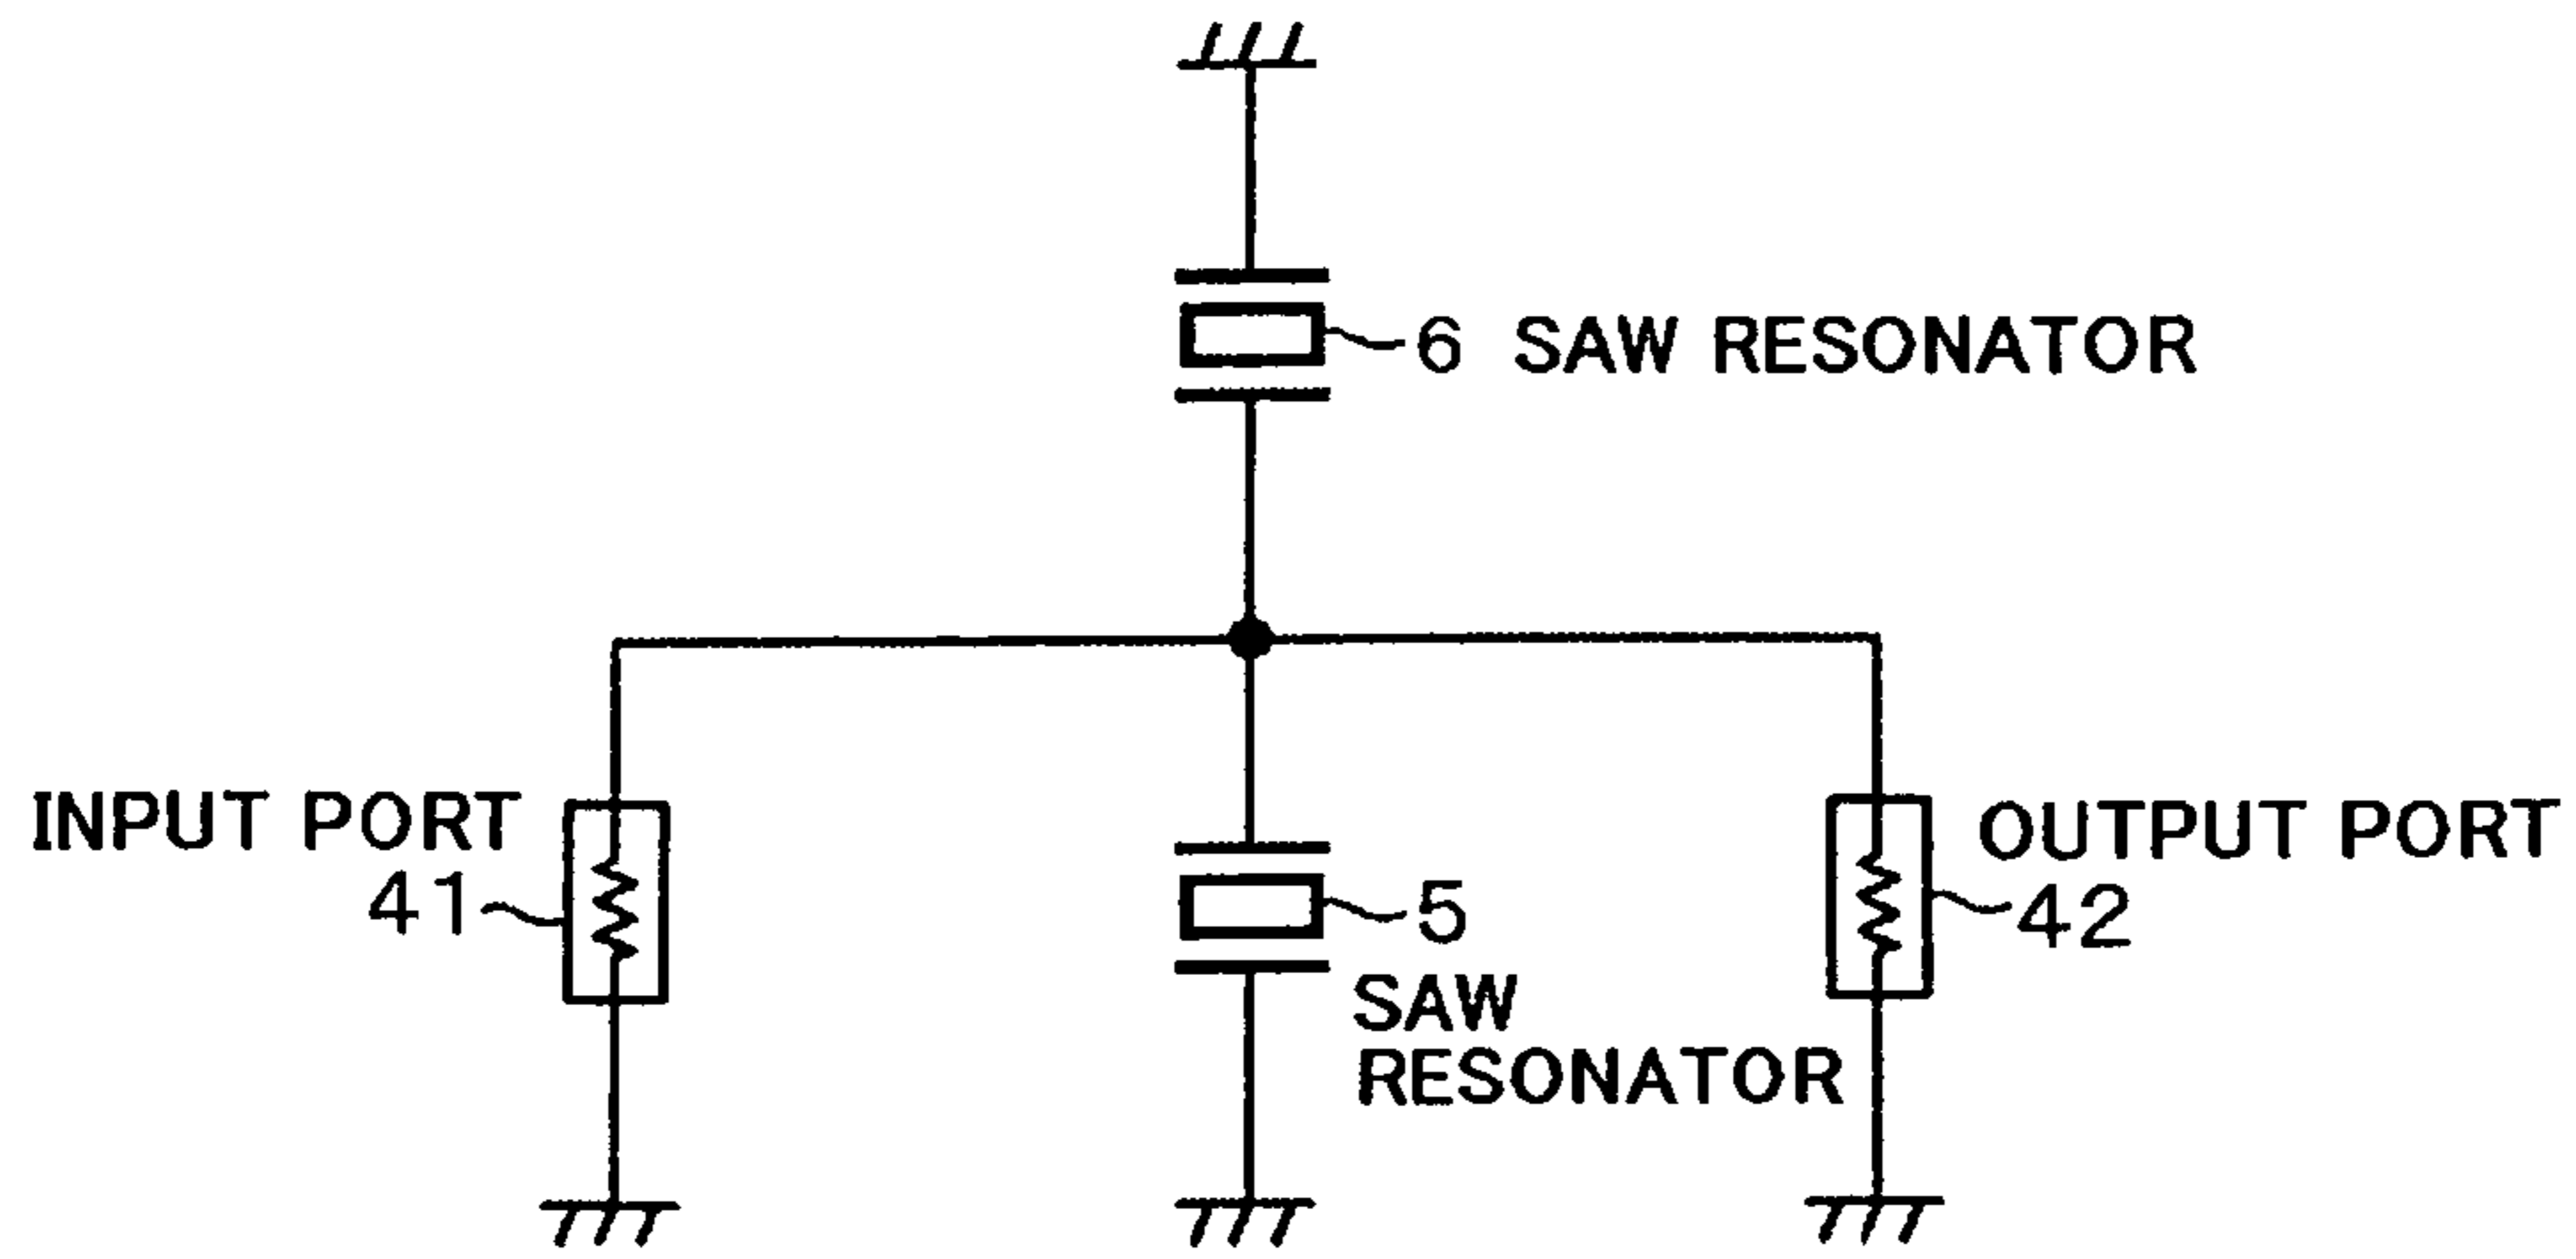 6 SAW RESONATOR
INPUT PORT
41
5
SAW
RESONATOR
OUTPUT PORT
42